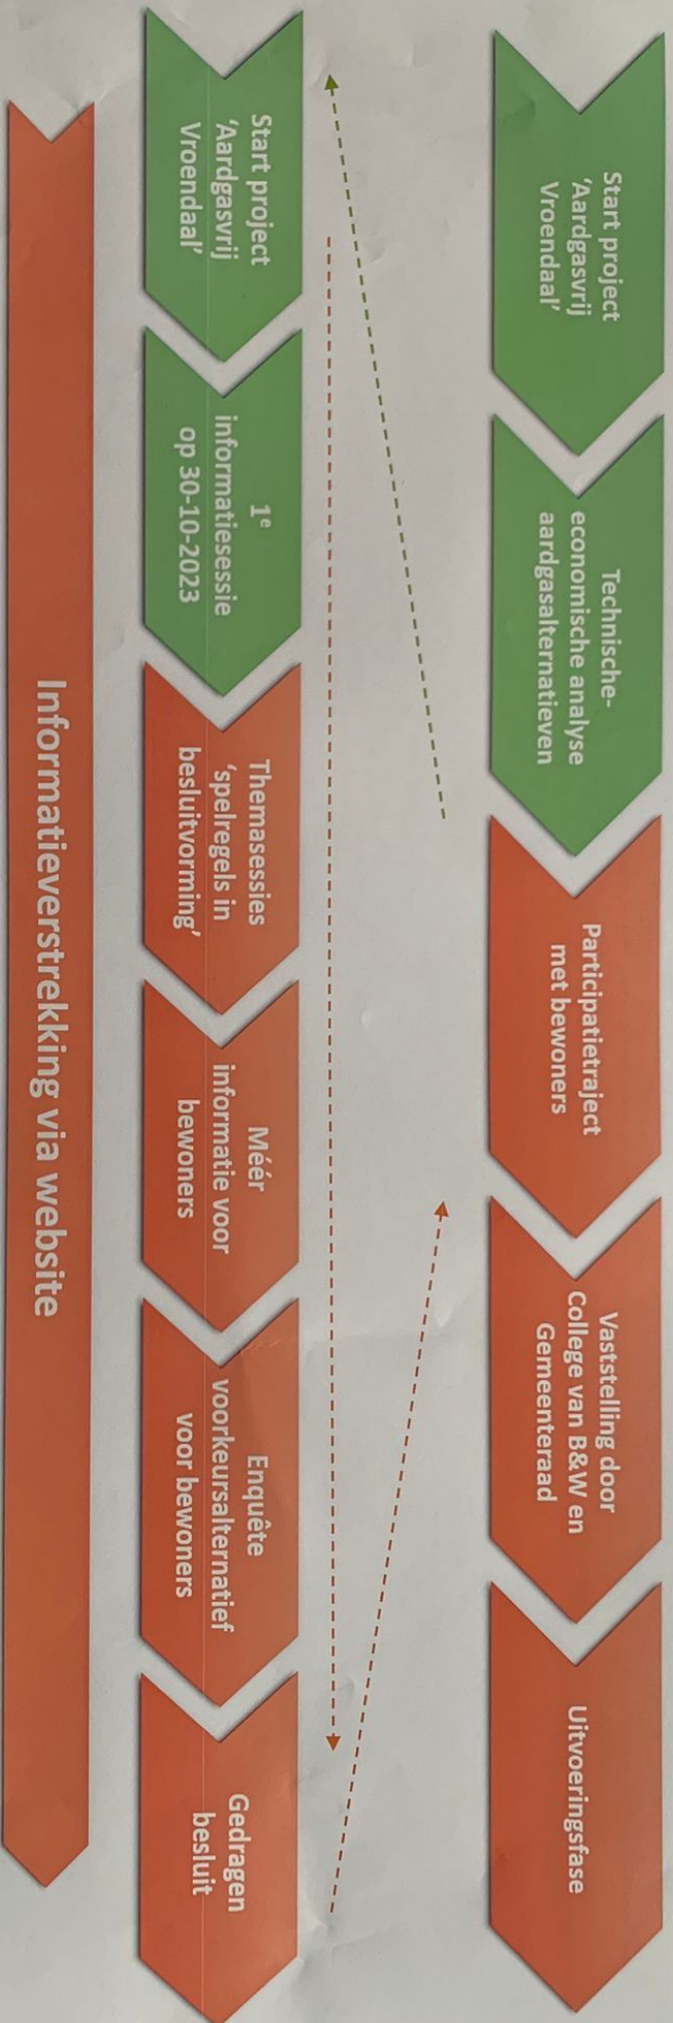 Start project
‘Aardgasvrij
Vroendaal’
Technische-
economische analyse
aardgasalternatieven
Participatietraject
met bewoners
Vaststelling door
College van B&W en
Gemeenteraad
Uitvoeringsfase
Start project
‘Aardgasvrij
Vroendaal’
1e
informatiesessie
op 30-10-2023
Themasessies
‘spelregels in
besluitvorming’
Méér
informatie voor
bewoners
Enquête
voorkeursalternatief
voor bewoners
Gedragen
besluit
Informatieverstrekking via website